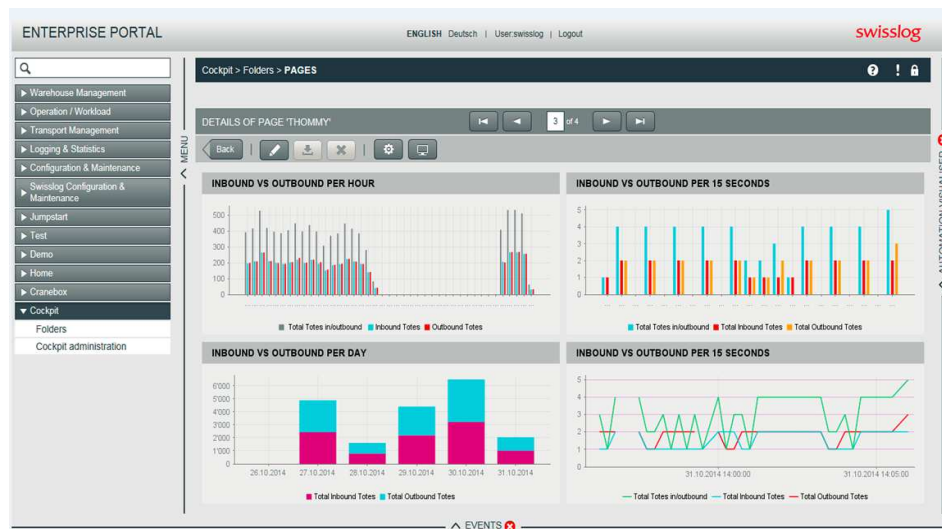 ENTERPRISE PORTAL
ENGLISH Deutsch | User:swisslog | Logout
swisslog
Warehouse Management
Operation / Workload
Transport Management
Logging & Statistics
Configuration & Maintenance
Swisslog Configuration &
Maintenance
Jumpstart
Test
Demo
Home
Cranebox
Cockpit
Folders
Cockpit administration
MENU
Cockpit > Folders > PAGES
? !
DETAILS OF PAGE 'THOMMY'
3 of 4
Back
INBOUND VS OUTBOUND PER HOUR
500
400
300
200
100
0
Total Totes in/outbound Inbound Totes Outbound Totes
INBOUND VS OUTBOUND PER 15 SECONDS
5
4
3
2
1
0
Total Totes in/outbound Total Inbound Totes Total Outbound Totes
INBOUND VS OUTBOUND PER DAY
6'000
5'000
4'000
3'000
2'000
1'000
0
26.10.2014 27.10.2014 28.10.2014 29.10.2014 30.10.2014 31.10.2014
Total Inbound Totes Total Outbound Totes
INBOUND VS OUTBOUND PER 15 SECONDS
5
4
3
2
1
0
31.10.2014 14:00:00 31.10.2014 14:05:00
Total Totes in/outbound Total Inbound Totes Total Outbound Totes
AUTOMATION VISUALISER
EVENTS